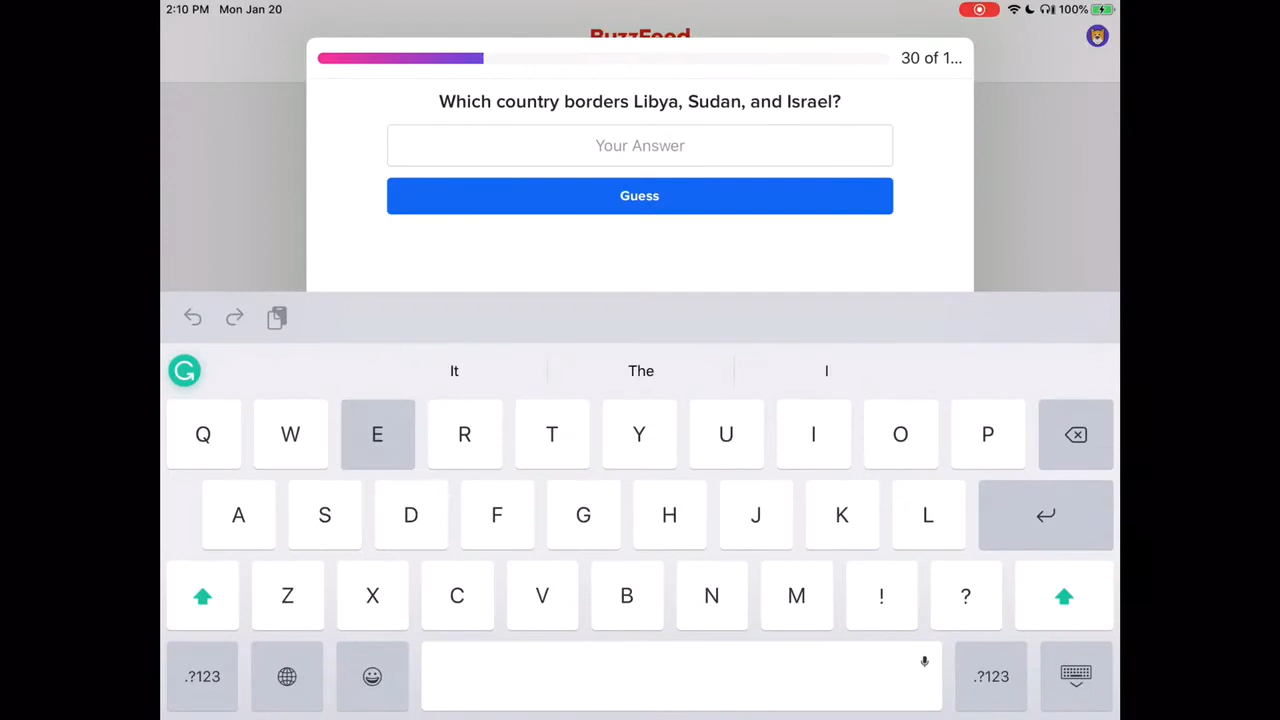 2:10 PM Mon Jan 20
100%
BuzzFeed
30 of 1...
Which country borders Libya, Sudan, and Israel?
Your Answer
Guess
It The I
Q W E R T Y U I O P
A S D F G H J K L
Z X C V B N M ! ?
.?123 .?123